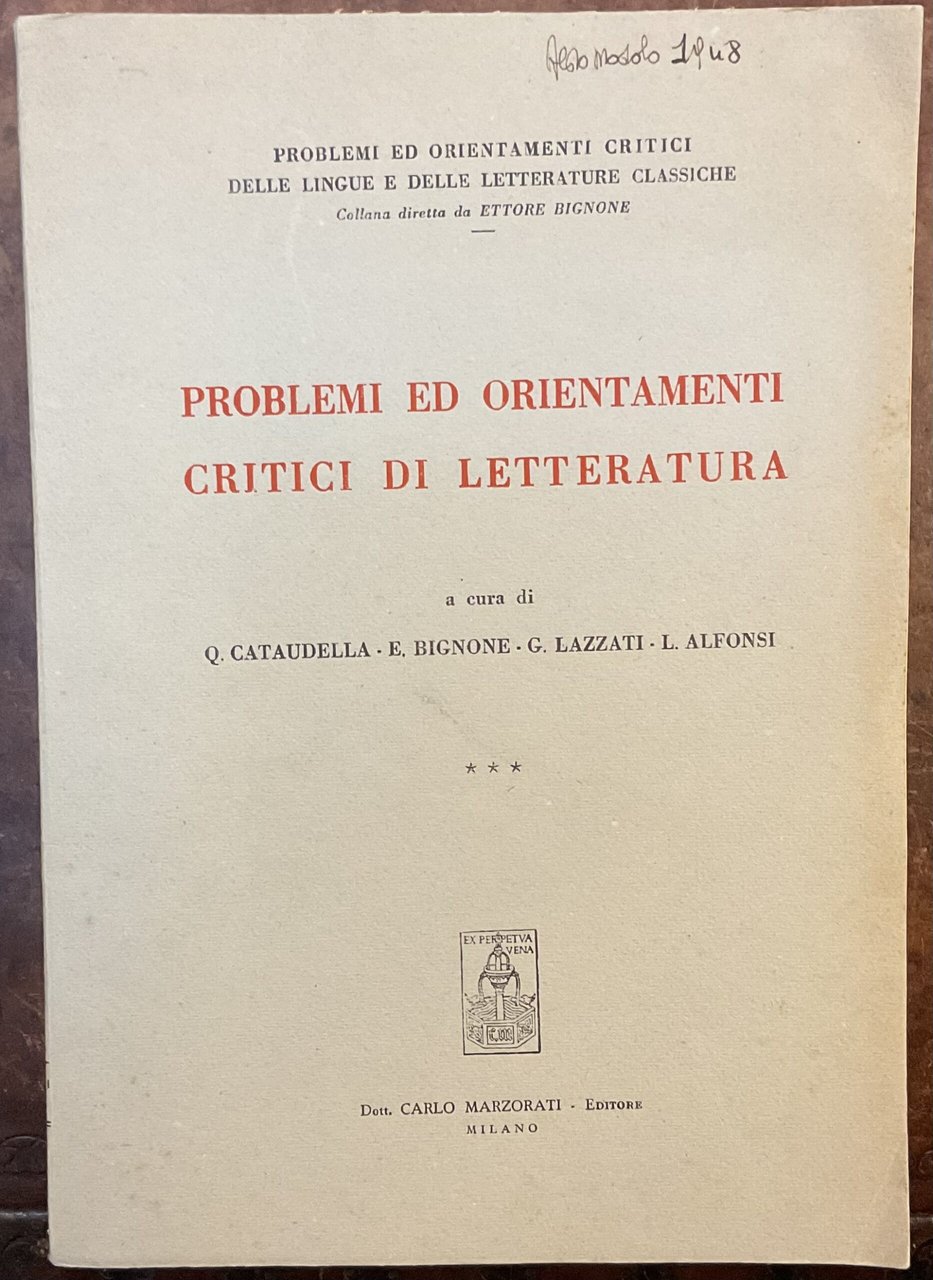 1948
PROBLEMI ED ORIENTAMENTI CRITICI
DELLE LINGUE E DELLE LETTERATURE CLASSICHE
Collana diretta da ETTORE BIGNONE
PROBLEMI ED ORIENTAMENTI
CRITICI DI LETTERATURA
a cura di
Q. CATAUDELLA - E. BIGNONE - G. LAZZATI - L. ALFONSI
* * *
EX PERPETVA
VENA
c.m
Dott. CARLO MARZORATI - EDITORE
MILANO